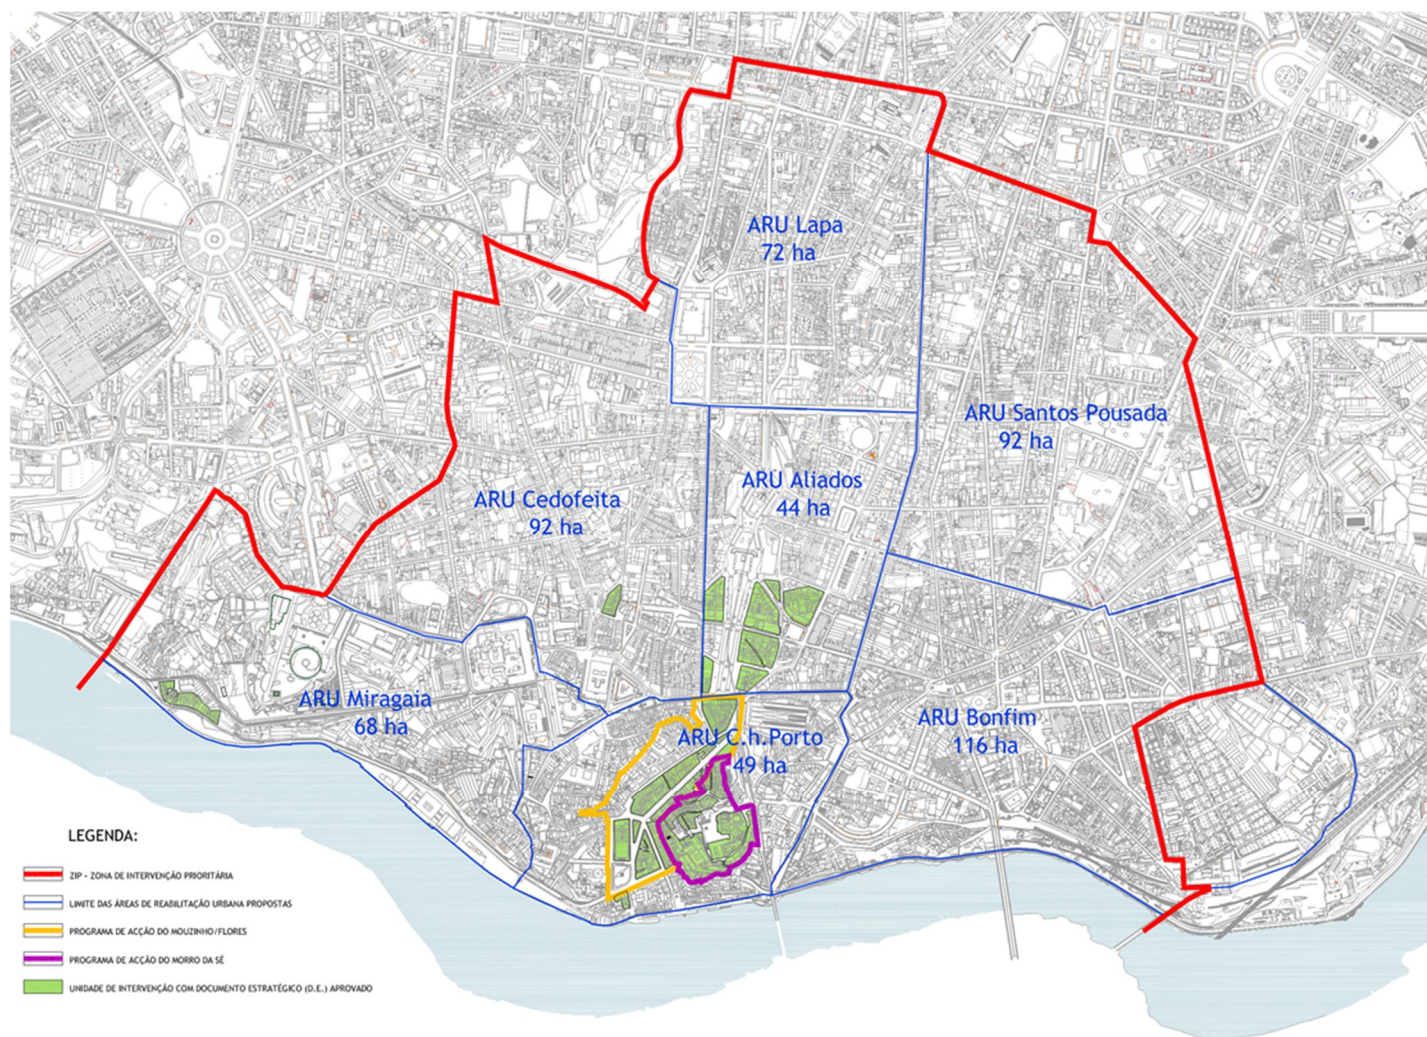 ARU Lapa
72 ha
ARU Santos Pousada
92 ha
ARU Aliados
44 ha
ARU Cedofeita
92 ha
ARU Miragaia
68 ha
ARU C.h.Porto
49 ha
ARU Bonfim
116 ha
LEGENDA:
ZIP - ZONA DE INTERVENÇÃO PRIORITÁRIA
LIMITE DAS ÁREAS DE REABILITAÇÃO URBANA PROPOSTAS
PROGRAMA DE ACÇÃO DO MOUZINHO/FLORES
PROGRAMA DE ACÇÃO DO MORRO DA SÉ
UNIDADE DE INTERVENÇÃO COM DOCUMENTO ESTRATÉGICO (D.E.) APROVADO